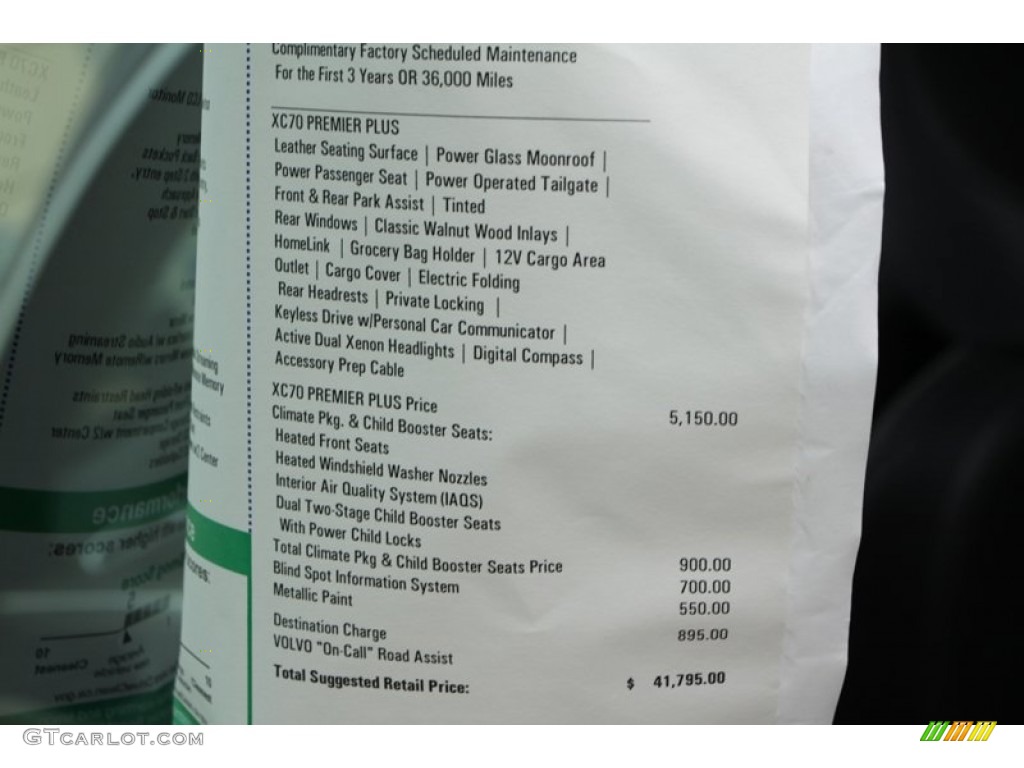 Complimentary Factory Scheduled Maintenance
For the First 3 Years OR 36,000 Miles
XC70 PREMIER PLUS
Leather Seating Surface | Power Glass Moonroof |
Power Passenger Seat | Power Operated Tailgate |
Front & Rear Park Assist | Tinted
Rear Windows | Classic Walnut Wood Inlays |
HomeLink | Grocery Bag Holder | 12V Cargo Area
Outlet | Cargo Cover | Electric Folding
Rear Headrests | Private Locking |
Keyless Drive w/Personal Car Communicator |
Active Dual Xenon Headlights | Digital Compass |
Accessory Prep Cable
XC70 PREMIER PLUS Price 5,150.00
Climate Pkg. & Child Booster Seats:
Heated Front Seats
Heated Windshield Washer Nozzles
Interior Air Quality System (IAQS)
Dual Two-Stage Child Booster Seats
With Power Child Locks
Total Climate Pkg & Child Booster Seats Price 900.00
Blind Spot Information System 700.00
Metallic Paint 550.00
Destination Charge 895.00
VOLVO "On-Call" Road Assist
Total Suggested Retail Price: $ 41,795.00
GTCARLOT.COM